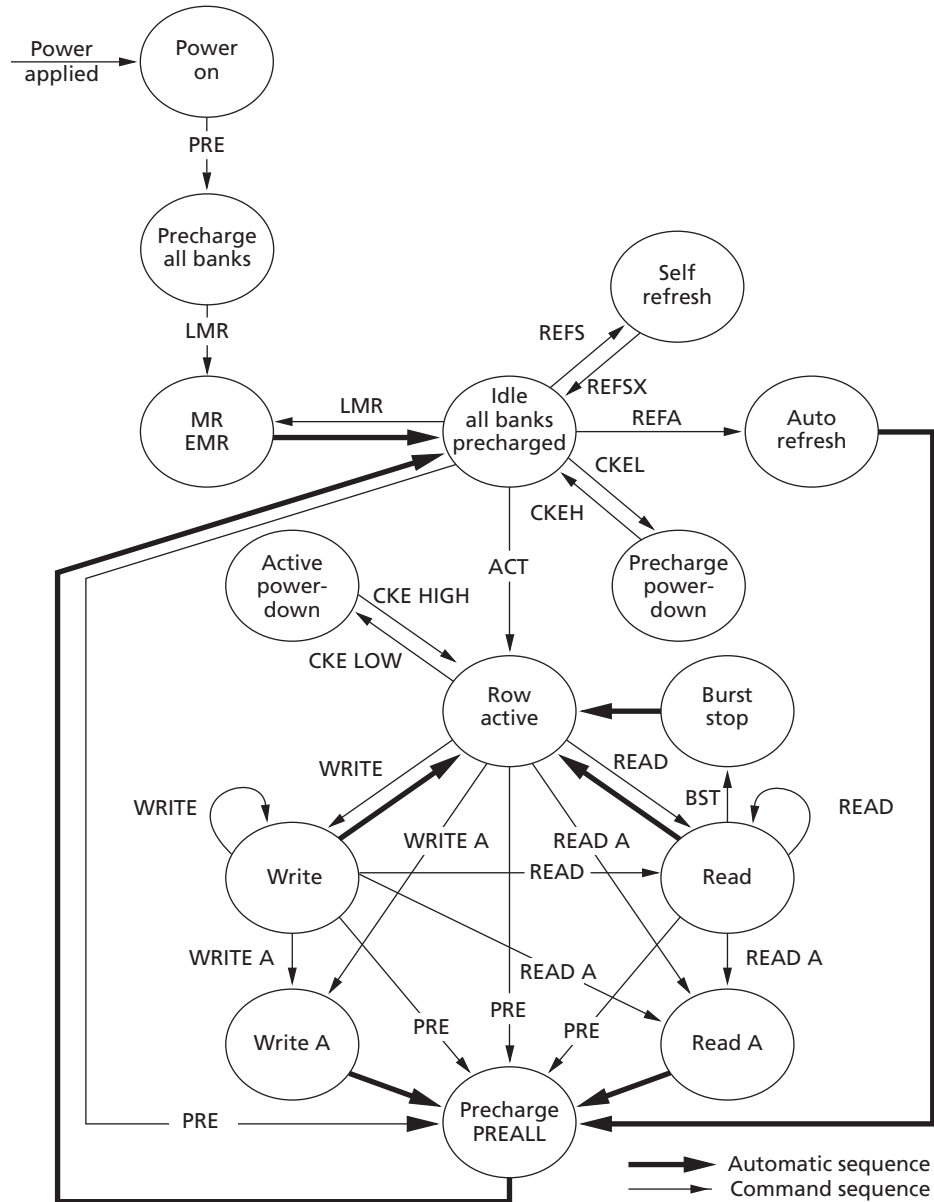 Power
applied
Power
on
PRE
Precharge
all banks
LMR
Self
refresh
REFS
REFSX
MR
EMR
LMR
Idle
all banks
precharged
REFA
Auto
refresh
CKEL
CKEH
Active
power-
down
CKE HIGH
CKE LOW
ACT
Precharge
power-
down
Row
active
Burst
stop
WRITE
READ
BST
WRITE
READ
WRITE A
READ A
Write
READ
Read
WRITE A
READ A
READ A
Write A
PRE
PRE
PRE
Read A
Precharge
PREALL
PRE
Automatic sequence
Command sequence